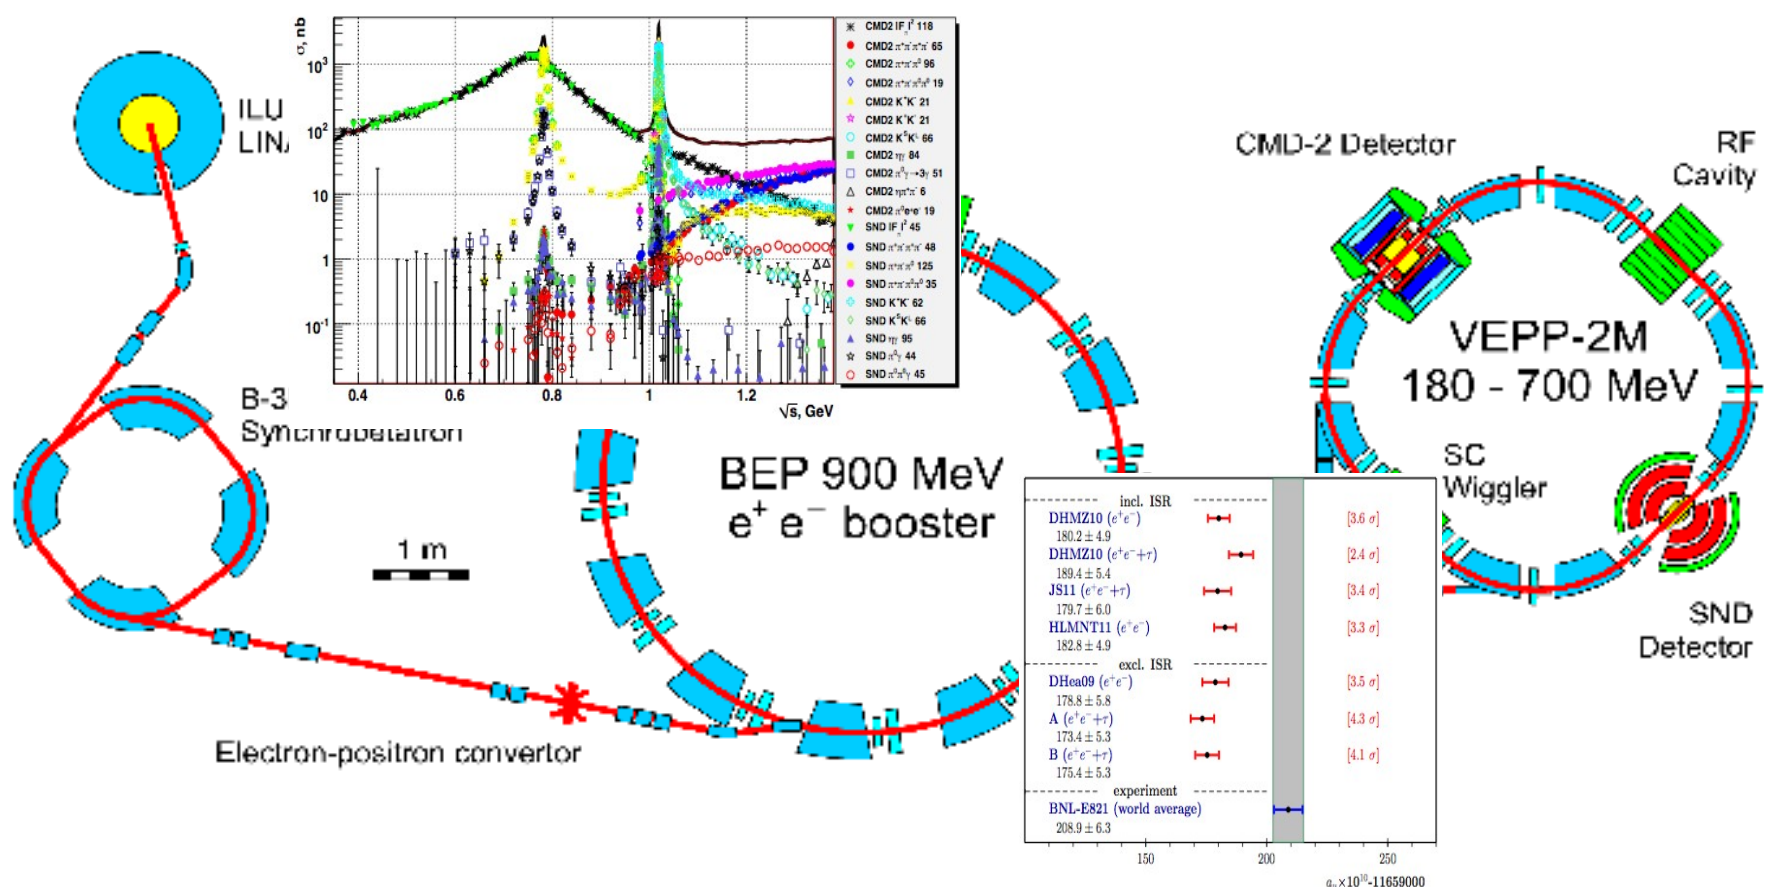 ILU
LIN
B-3
Synchrobetatron
1 m
Electron-positron convertor
BEP 900 MeV
e⁺ e⁻ booster
σ, nb
10³
10²
10
1
10⁻¹
0.4 0.6 0.8 1 1.2
√s, GeV
CMD2 IF_π I² 118
CMD2 π⁺π⁻π⁺π⁻ 65
CMD2 π⁺π⁻π⁰ 96
CMD2 π⁺π⁻π⁰π⁰ 19
CMD2 K⁺K⁻ 21
CMD2 K⁺K⁻ 21
CMD2 KˢKᴸ 66
CMD2 ηγ 84
CMD2 π⁰γ→3γ 51
CMD2 ηπ⁺π⁻ 6
CMD2 π⁰e⁺e⁻ 19
SND IF_π I² 45
SND π⁺π⁻π⁺π⁻ 48
SND π⁺π⁻π⁰ 125
SND π⁺π⁻π⁰π⁰ 35
SND K⁺K⁻ 62
SND KˢKᴸ 66
SND ηγ 95
SND π⁰γ 44
SND π⁰π⁰γ 45
CMD-2 Detector
RF
Cavity
VEPP-2M
180 - 700 MeV
SC
Wiggler
SND
Detector
incl. ISR
DHMZ10 (e⁺e⁻) [3.6 σ]
180.2 ± 4.9
DHMZ10 (e⁺e⁻+τ) [2.4 σ]
189.4 ± 5.4
JS11 (e⁺e⁻+τ) [3.4 σ]
179.7 ± 6.0
HLMNT11 (e⁺e⁻) [3.3 σ]
182.8 ± 4.9
excl. ISR
DHea09 (e⁺e⁻) [3.5 σ]
178.8 ± 5.8
A (e⁺e⁻+τ) [4.3 σ]
173.4 ± 5.3
B (e⁺e⁻+τ) [4.1 σ]
175.4 ± 5.3
experiment
BNL-E821 (world average)
208.9 ± 6.3
150 200 250
×10¹⁰-11659000